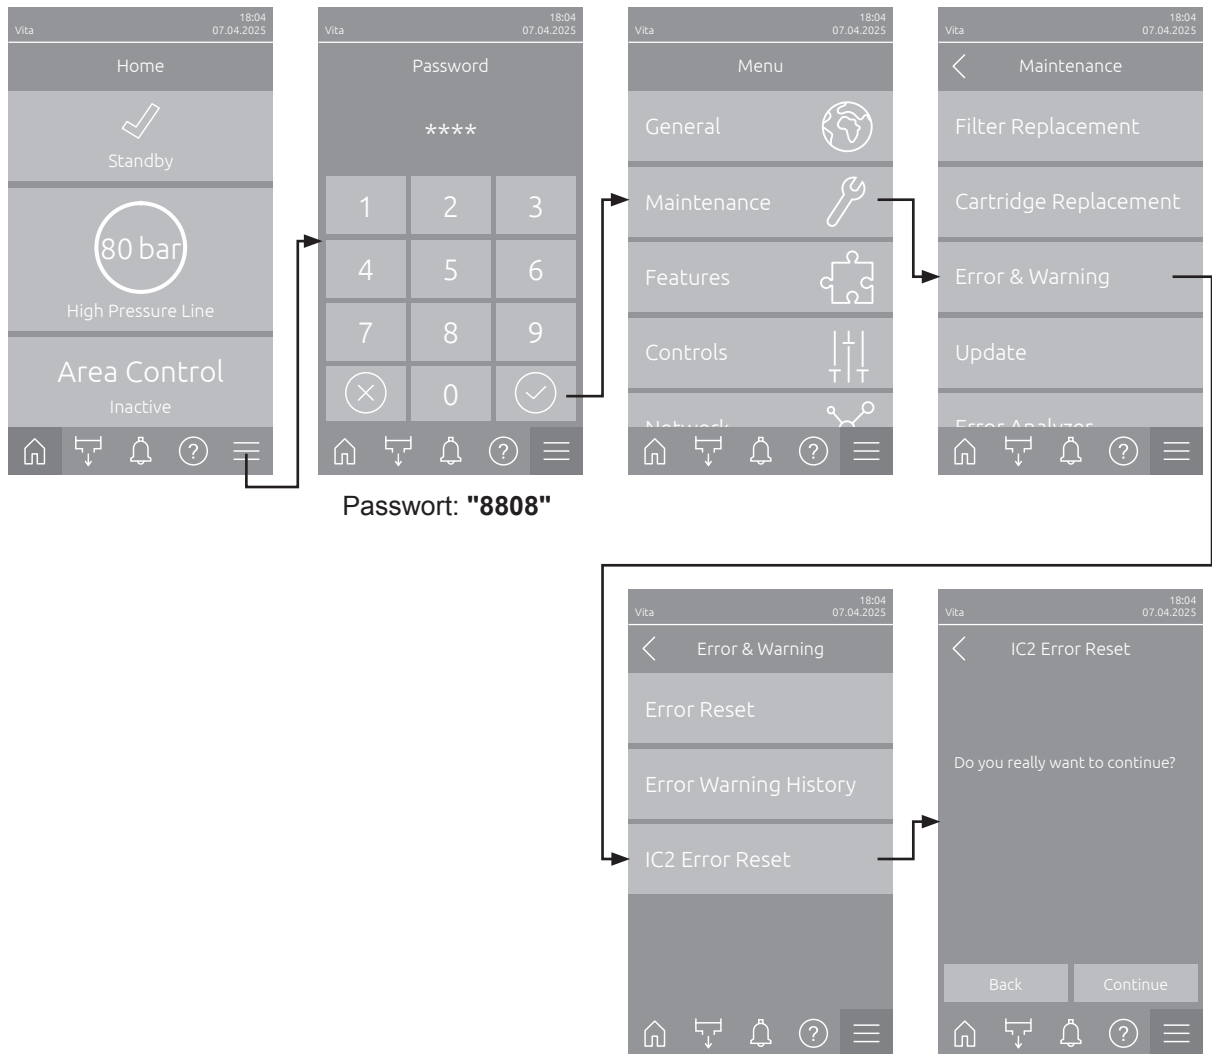 18:04
Vita 07.04.2025
Home
Standby
80 bar
High Pressure Line
Area Control
Inactive
18:04
Vita 07.04.2025
Password
****
1 2 3
4 5 6
7 8 9
0
Passwort: "8808"
18:04
Vita 07.04.2025
Menu
General
Maintenance
Features
Controls
Network
18:04
Vita 07.04.2025
Maintenance
Filter Replacement
Cartridge Replacement
Error & Warning
Update
Error Analyzer
18:04
Vita 07.04.2025
Error & Warning
Error Reset
Error Warning History
IC2 Error Reset
18:04
Vita 07.04.2025
IC2 Error Reset
Do you really want to continue?
Back Continue